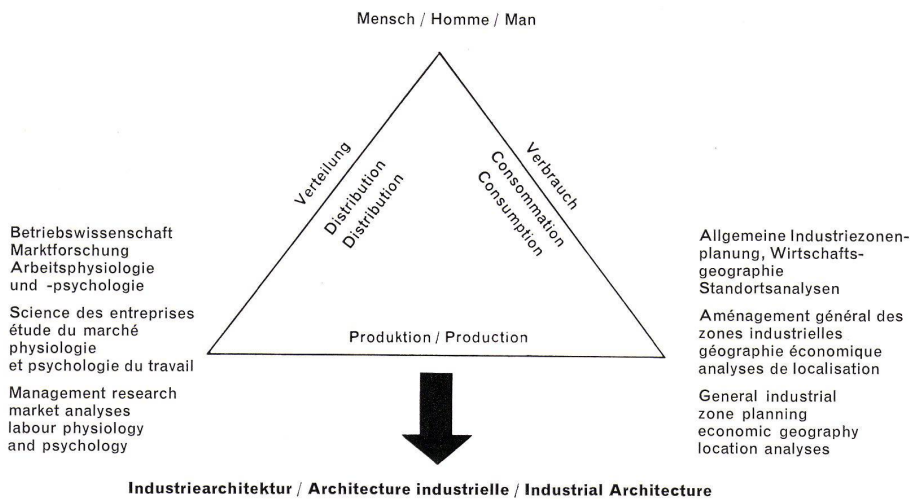 Mensch / Homme / Man
Verteilung
Distribution
Distribution
Verbrauch
Consommation
Consumption
Betriebswissenschaft
Marktforschung
Arbeitsphysiologie
und -psychologie
Science des entreprises
étude du marché
physiologie
et psychologie du travail
Management research
market analyses
labour physiology
and psychology
Produktion / Production
Allgemeine Industriezonen-
planung, Wirtschafts-
geographie
Standortsanalysen
Aménagement général des
zones industrielles
géographie économique
analyses de localisation
General industrial
zone planning
economic geography
location analyses
Industriearchitektur / Architecture industrielle / Industrial Architecture